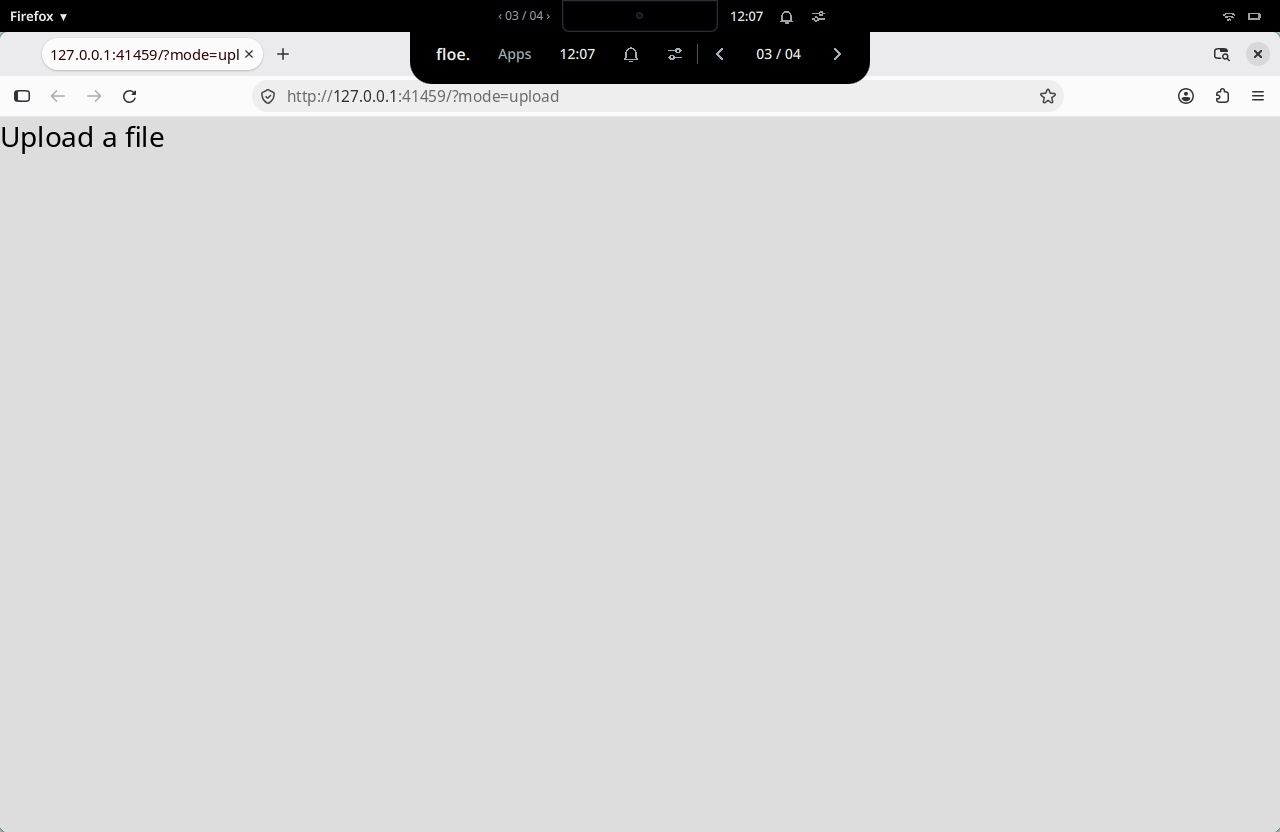 Firefox ▾
‹ 03 / 04 ›
12:07
127.0.0.1:41459/?mode=upl
floe.
Apps
12:07
03 / 04
http://127.0.0.1:41459/?mode=upload
Upload a file